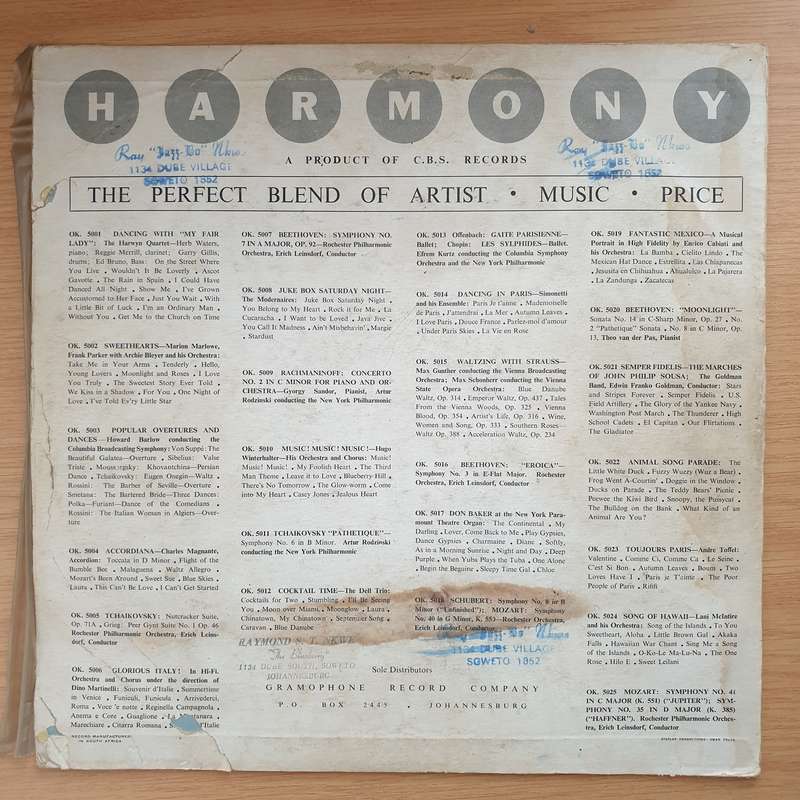 HARMONY
A PRODUCT OF C.B.S. RECORDS
Ray "Jazz-Bo" Nkwe
1134 DUBE VILLAGE
SOWETO 1852
Ray "Jazz-Bo" Nkwe
1134 DUBE VILLAGE
SOWETO 1852
THE PERFECT BLEND OF ARTIST • MUSIC • PRICE
OK. 5001 DANCING WITH "MY FAIR
LADY": The Harwyn Quartet—Herb Waters,
piano; Reggie Merrill, clarinet; Garry Gillis,
drums; Ed Bruno, Bass: On the Street Where
You Live . Wouldn't It Be Loverly . Ascot
Gavotte . The Rain in Spain . I Could Have
Danced All Night . Show Me . I've Grown
Accustomed to Her Face . Just You Wait . With
a Little Bit of Luck . I'm an Ordinary Man .
Without You . Get Me to the Church on Time
OK. 5002 SWEETHEARTS—Marion Marlowe,
Frank Parker with Archie Bleyer and his Orchestra:
Take Me in Your Arms . Tenderly . Hello,
Young Lovers . Moonlight and Roses . I Love
You Truly . The Sweetest Story Ever Told .
We Kiss in a Shadow . For You . One Night of
Love . I've Told Ev'ry Little Star
OK. 5003 POPULAR OVERTURES AND
DANCES—Howard Barlow conducting the
Columbia Broadcasting Symphony: Von Suppé: The
Beautiful Galatea—Overture . Sibelius: Valse
Triste . Moussorgsky: Khovantchina—Persian
Dance . Tchaikovsky: Eugen Onegin—Waltz .
Rossini: The Barber of Seville—Overture .
Smetana: The Bartered Bride—Three Dances:
Polka—Furiant—Dance of the Comedians .
Rossini: The Italian Woman in Algiers—Over-
ture
OK. 5004 ACCORDIANA—Charles Magnante,
Accordion: Toccata in D Minor . Flight of the
Bumble Bee . Malaguena . Waltz Allegro .
Mozart's Been Around . Sweet Sue . Blue Skies .
Laura . This Can't Be Love . I Can't Get Started
OK. 5005 TCHAIKOVSKY: Nutcracker Suite,
Op. 71A . Grieg: Peer Gynt Suite No. 1 Op. 46
Rochester Philharmonic Orchestra, Erich Leins-
dorf, Conductor
OK. 5006 GLORIOUS ITALY! In Hi-Fi.
Orchestra and Chorus under the direction of
Dino Martinelli: Souvenir d'Italie . Summertime
in Venice . Funiculi, Funicula . Arrivederci,
Roma . Voce 'e notte . Reginella Campagnola .
Anema e Core . Guaglione . La Montanara .
Marechiare . Chitarra Romana . d'Italie
RECORD MANUFACTURED
IN SOUTH AFRICA
OK. 5007 BEETHOVEN: SYMPHONY NO.
7 IN A MAJOR, OP. 92—Rochester Philharmonic
Orchestra, Erich Leinsdorf, Conductor
OK. 5008 JUKE BOX SATURDAY NIGHT—
The Modernaires: Juke Box Saturday Night .
You Belong to My Heart . Rock it for Me . La
Cucaracha . I Want to be Loved . Java Jive .
You Call It Madness . Ain't Misbehavin' . Margie
. Stardust
OK. 5009 RACHMANINOFF: CONCERTO
NO. 2 IN C MINOR FOR PIANO AND OR-
CHESTRA—Gyorgy Sandor, Pianist, Artur
Rodzinski conducting the New York Philharmonic
OK. 5010 MUSIC! MUSIC! MUSIC!—Hugo
Winterhalter—His Orchestra and Chorus: Music!
Music! Music! . My Foolish Heart . The Third
Man Theme . Leave it to Love . Blueberry Hill .
There's No Tomorrow . The Glow-worm . Come
into My Heart . Casey Jones . Jealous Heart
OK. 5011 TCHAIKOVSKY "PATHETIQUE"—
Symphony No. 6 in B Minor. Artur Rodzinski
conducting the New York Philharmonic
OK. 5012 COCKTAIL TIME—The Dell Trio:
Cocktails for Two . Stumbling . I'll Be Seeing
You . Moon over Miami . Moonglow . Laura .
Chinatown, My Chinatown . September Song .
Caravan . Blue Danube
RAYMOND S. T. NKWE
1134 DUBE SOUTH, SOWETO
JOHANNESBURG
OK. 5013 Offenbach: GAITE PARISIENNE—
Ballet; Chopin: LES SYLPHIDES—Ballet.
Efrem Kurtz conducting the Columbia Symphony
Orchestra and the New York Philharmonic
OK. 5014 DANCING IN PARIS—Simonetti
and his Ensemble: Paris Je t'aime . Mademoiselle
de Paris . J'attendrai . La Mer . Autumn Leaves .
I Love Paris . Douce France . Parlez-moi d'amour
. Under Paris Skies . La Vie en Rose
OK. 5015 WALTZING WITH STRAUSS—
Max Gunther conducting the Vienna Broadcasting
Orchestra; Max Schonherr conducting the Vienna
State Opera Orchestra: Blue Danube
Waltz, Op. 314 . Emperor Waltz, Op. 437 . Tales
From the Vienna Woods, Op. 325 . Vienna
Blood, Op. 354 . Artist's Life, Op. 316 . Wine,
Women and Song, Op. 333 . Southern Roses—
Waltz Op. 388 . Acceleration Waltz, Op. 234
OK. 5016 BEETHOVEN: "EROICA"—
Symphony No. 3 in E-Flat Major. Rochester
Orchestra, Erich Leinsdorf, Conductor
OK. 5017 DON BAKER at the New York Para-
mount Theatre Organ: The Continental . My
Darling . Lover, Come Back to Me . Play Gypsies,
Dance Gypsies . Charmaine . Diane . Softly,
As in a Morning Sunrise . Night and Day . Deep
Purple . When Yuba Plays the Tuba . One Alone
. Begin the Beguine . Sleepy Time Gal . Chloe
OK. 5018 SCHUBERT: Symphony No. 8 in B
Minor ("Unfinished"); MOZART: Symphony
No. 40 in G Minor, K. 550—Rochester Orchestra,
Erich Leinsdorf, Conductor
Nkwe
1134 DUBE VILLAGE
SOWETO 1852
Sole Distributors
GRAMOPHONE RECORD COMPANY
P.O. BOX 2445 . JOHANNESBURG
OK. 5019 FANTASTIC MEXICO—A Musical
Portrait in High Fidelity by Enrico Cabiati and
his Orchestra: La Bamba . Cielito Lindo . The
Mexican Hat Dance . Estrellita . Las Chiapanecas
. Jesusita en Chihuahua . Ahualulco . La Pajarera
. La Zandunga . Zacatecas
OK. 5020 BEETHOVEN: "MOONLIGHT"—
Sonata No. 14 in C-Sharp Minor, Op. 27 . No.
2 "Pathetique" Sonata . No. 8 in C Minor, Op.
13. Theo van der Pas, Pianist
OK. 5021 SEMPER FIDELIS—THE MARCHES
OF JOHN PHILIP SOUSA; The Goldman
Band, Edwin Franko Goldman, Conductor: Stars
and Stripes Forever . Semper Fidelis . U.S.
Field Artillery . The Glory of the Yankee Navy .
Washington Post March . The Thunderer . High
School Cadets . El Capitan . Our Flirtations .
The Gladiator
OK. 5022 ANIMAL SONG PARADE: The
Little White Duck . Fuzzy Wuzzy (Wuz a Bear) .
Frog Went A-Courtin' . Doggie in the Window .
Ducks on Parade . The Teddy Bears' Picnic .
Peewee the Kiwi Bird . Snoopy, the Pussycat .
The Bulldog on the Bank . What Kind of an
Animal Are You?
OK. 5023 TOUJOURS PARIS—Andre Toffel:
Valentine . Comme Ci, Comme Ca . Le Seine .
C'est Si Bon . Autumn Leaves . Boum . Two
Loves Have I . Paris je T'aime . The Poor
People of Paris . Rififi
OK. 5024 SONG OF HAWAII—Lani McIntire
and his Orchestra: Song of the Islands . To You
Sweetheart, Aloha . Little Brown Gal . Akaka
Falls . Hawaiian War Chant . Sing Me a Song
of the Islands . O-Ko-Le Ma-Lu-Na . The One
Rose . Hilo E . Sweet Leilani
OK. 5025 MOZART: SYMPHONY NO. 41
IN C MAJOR (K. 551) ("JUPITER"); SYM-
PHONY NO. 35 IN D MAJOR (K. 385)
("HAFFNER"). Rochester Philharmonic Orches-
tra, Erich Leinsdorf, Conductor